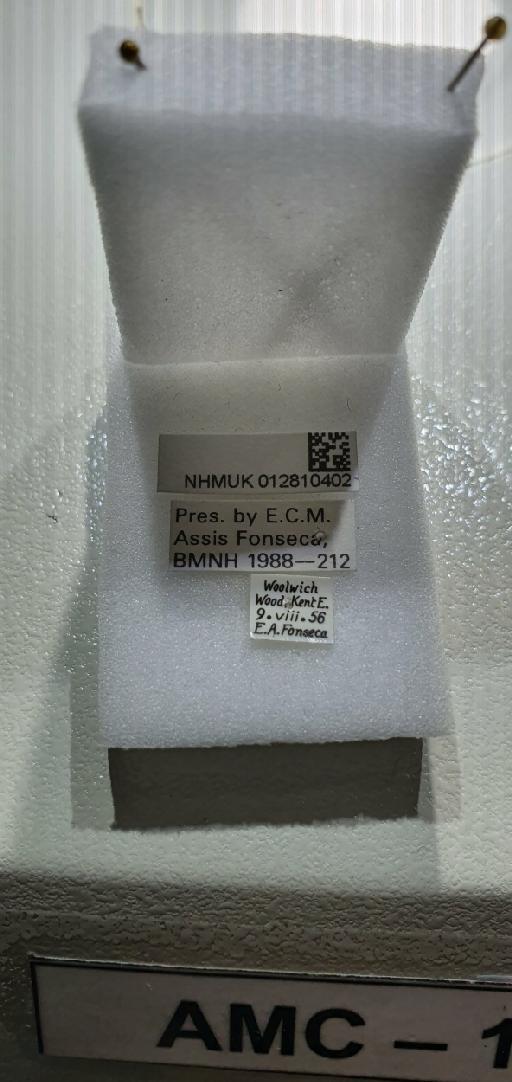 NHMUK 012810402
Pres. by E.C.M.
Assis Fonseca,
BMNH 1988—212
Woolwich
Wood, Kent E.
9.viii.56
E.A.Fonseca
AMC – 1